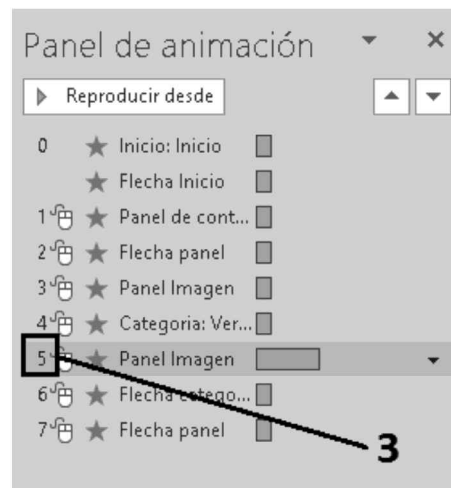 Panel de animación
Reproducir desde
0 Inicio: Inicio
Flecha Inicio
1 Panel de cont...
2 Flecha panel
3 Panel Imagen
4 Categoria: Ver...
5 Panel Imagen
6 Flecha catego...
7 Flecha panel
3